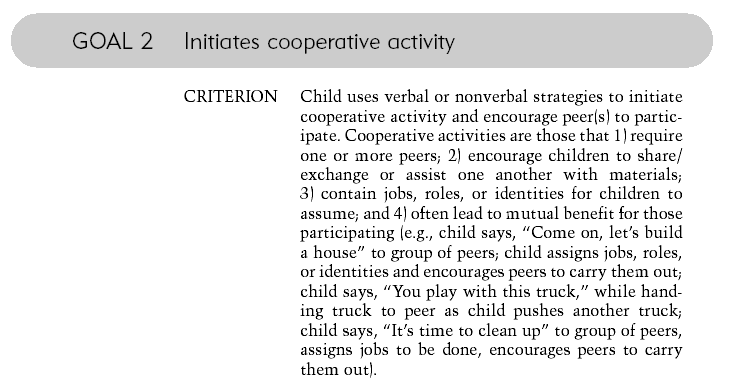 GOAL 2 Initiates cooperative activity
CRITERION Child uses verbal or nonverbal strategies to initiate
cooperative activity and encourage peer(s) to partic-
ipate. Cooperative activities are those that 1) require
one or more peers; 2) encourage children to share/
exchange or assist one another with materials;
3) contain jobs, roles, or identities for children to
assume; and 4) often lead to mutual benefit for those
participating (e.g., child says, “Come on, let’s build
a house” to group of peers; child assigns jobs, roles,
or identities and encourages peers to carry them out;
child says, “You play with this truck,” while hand-
ing truck to peer as child pushes another truck;
child says, “It’s time to clean up” to group of peers,
assigns jobs to be done, encourages peers to carry
them out).